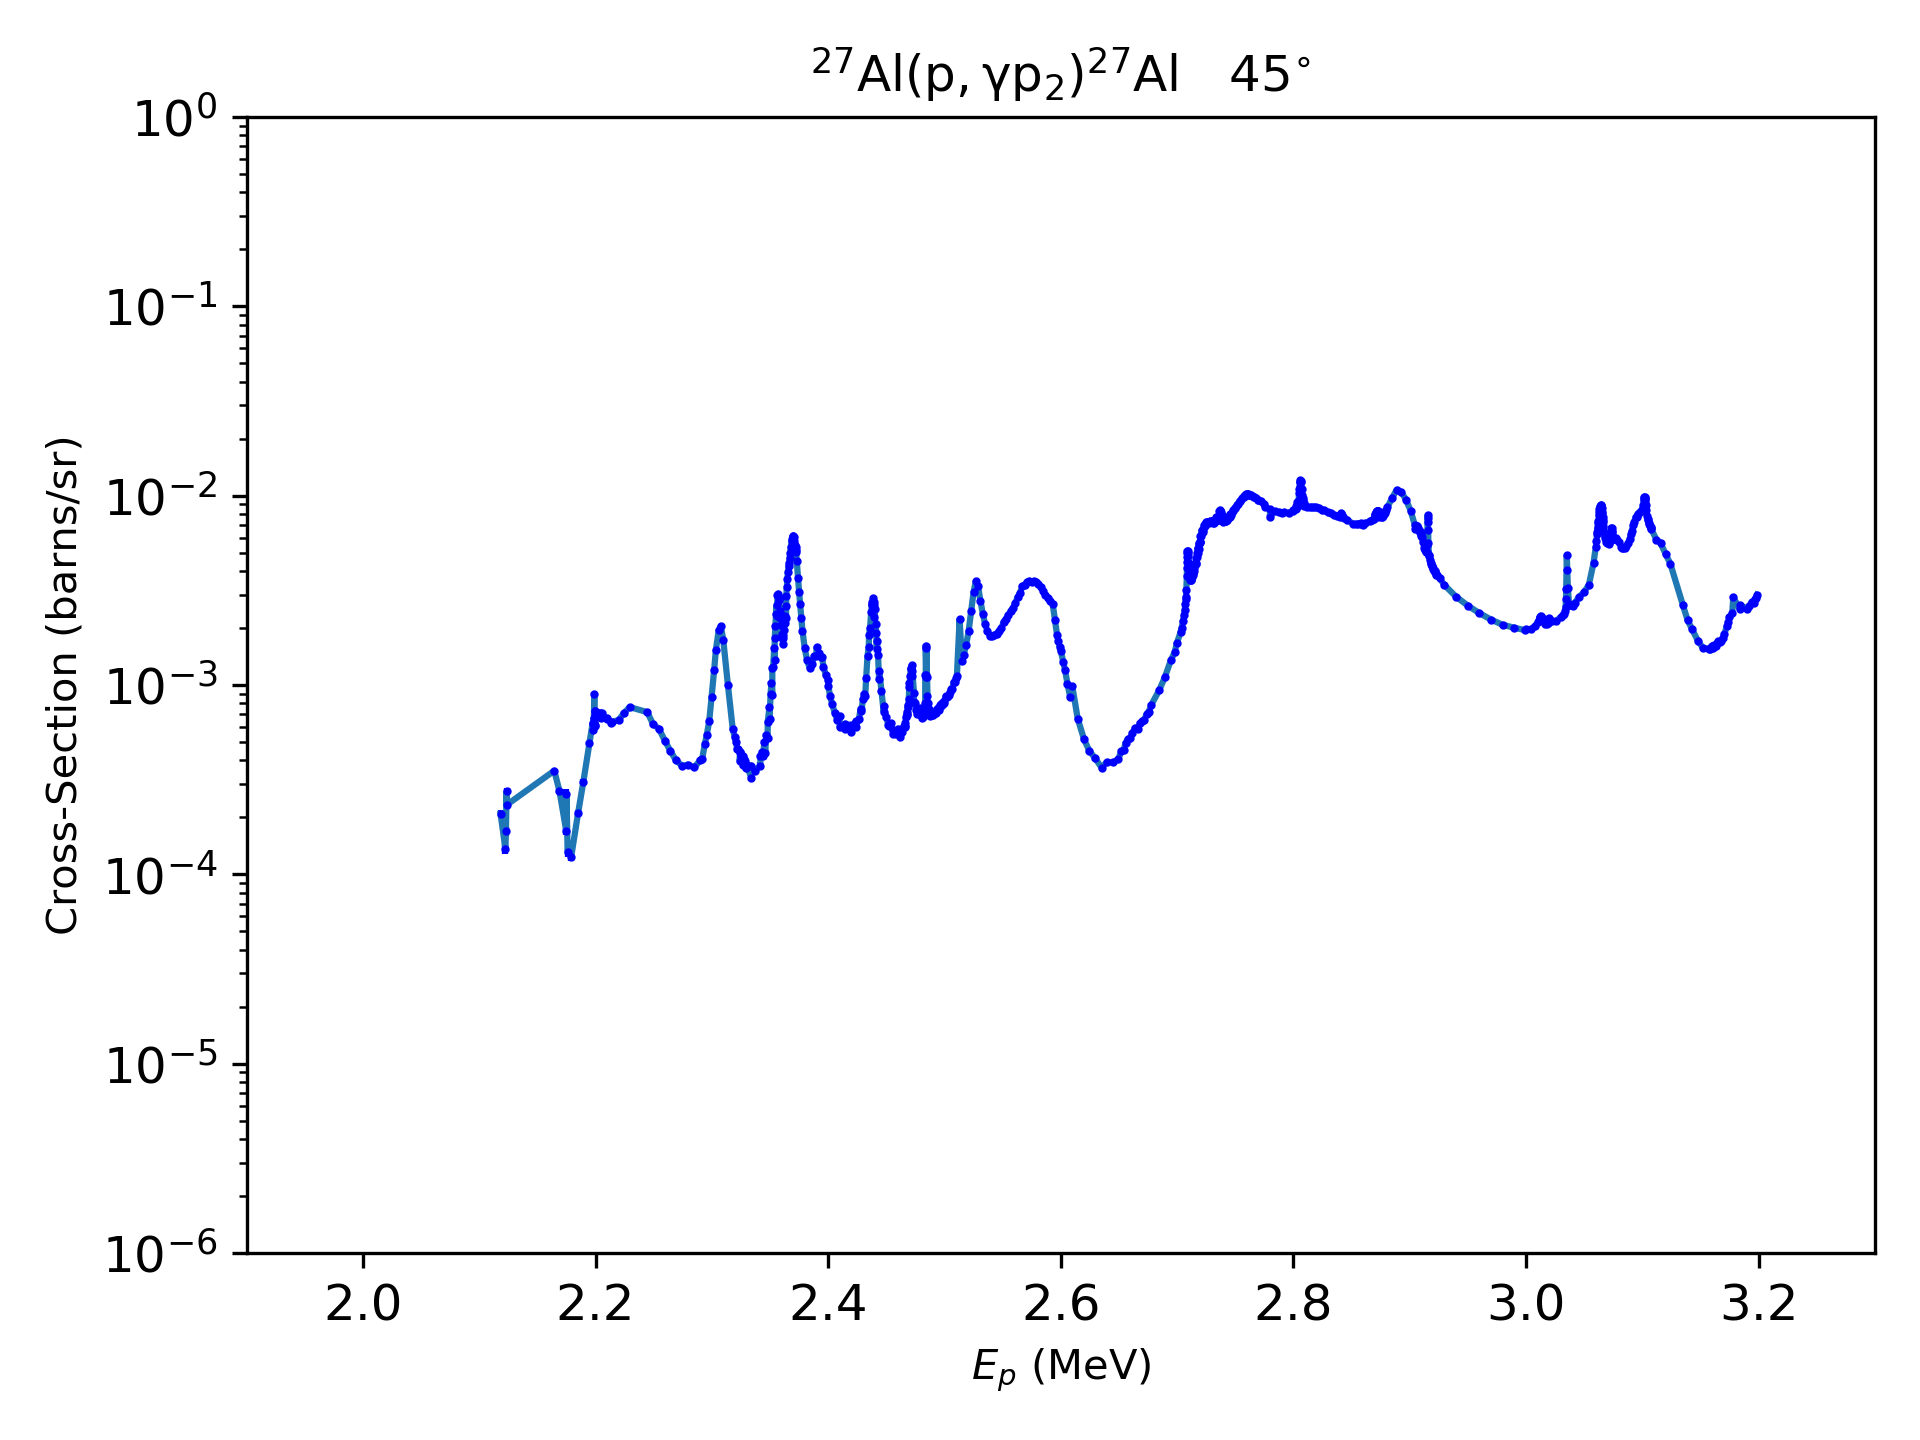 ²⁷Al(p, γp₂)²⁷Al 45°
Cross-Section (barns/sr)
10⁰
10⁻¹
10⁻²
10⁻³
10⁻⁴
10⁻⁵
10⁻⁶
2.0 2.2 2.4 2.6 2.8 3.0 3.2
Eₚ (MeV)